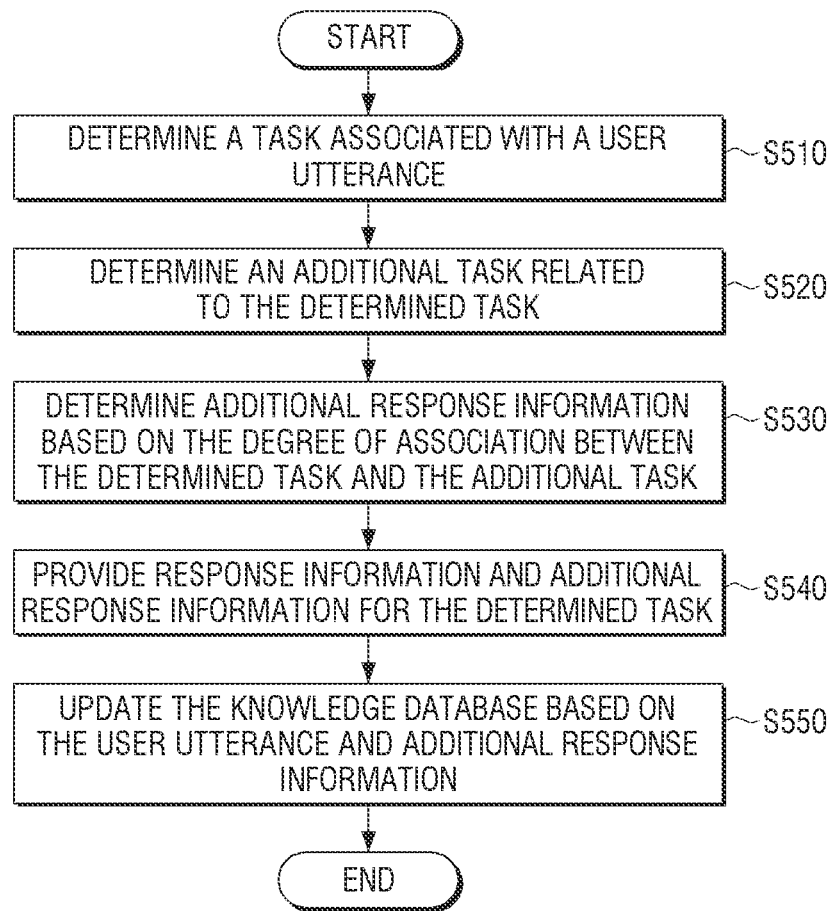 START
DETERMINE A TASK ASSOCIATED WITH A USER
UTTERANCE
S510
DETERMINE AN ADDITIONAL TASK RELATED
TO THE DETERMINED TASK
S520
DETERMINE ADDITIONAL RESPONSE INFORMATION
BASED ON THE DEGREE OF ASSOCIATION BETWEEN
THE DETERMINED TASK AND THE ADDITIONAL TASK
S530
PROVIDE RESPONSE INFORMATION AND ADDITIONAL
RESPONSE INFORMATION FOR THE DETERMINED TASK
S540
UPDATE THE KNOWLEDGE DATABASE BASED ON
THE USER UTTERANCE AND ADDITIONAL RESPONSE
INFORMATION
S550
END